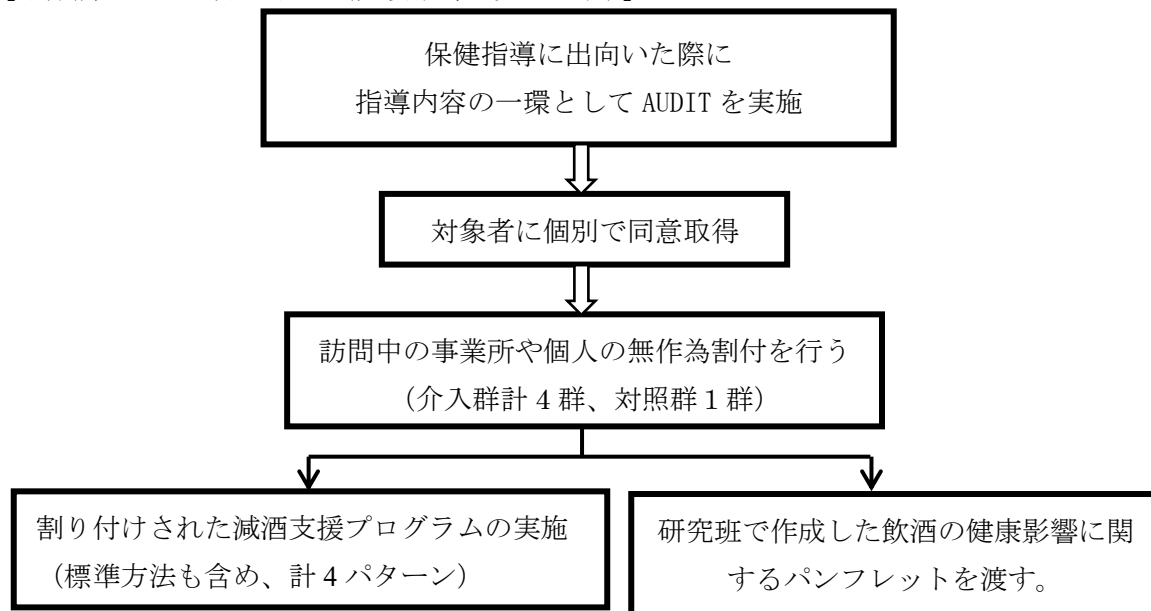 保健指導に出向いた際に
指導内容の一環として AUDIT を実施
対象者に個別で同意取得
訪問中の事業所や個人の無作為割付を行う
（介入群計 4 群、対照群 1 群）
割り付けされた減酒支援プログラムの実施
（標準方法も含め、計 4 パターン）
研究班で作成した飲酒の健康影響に関
するパンフレットを渡す。